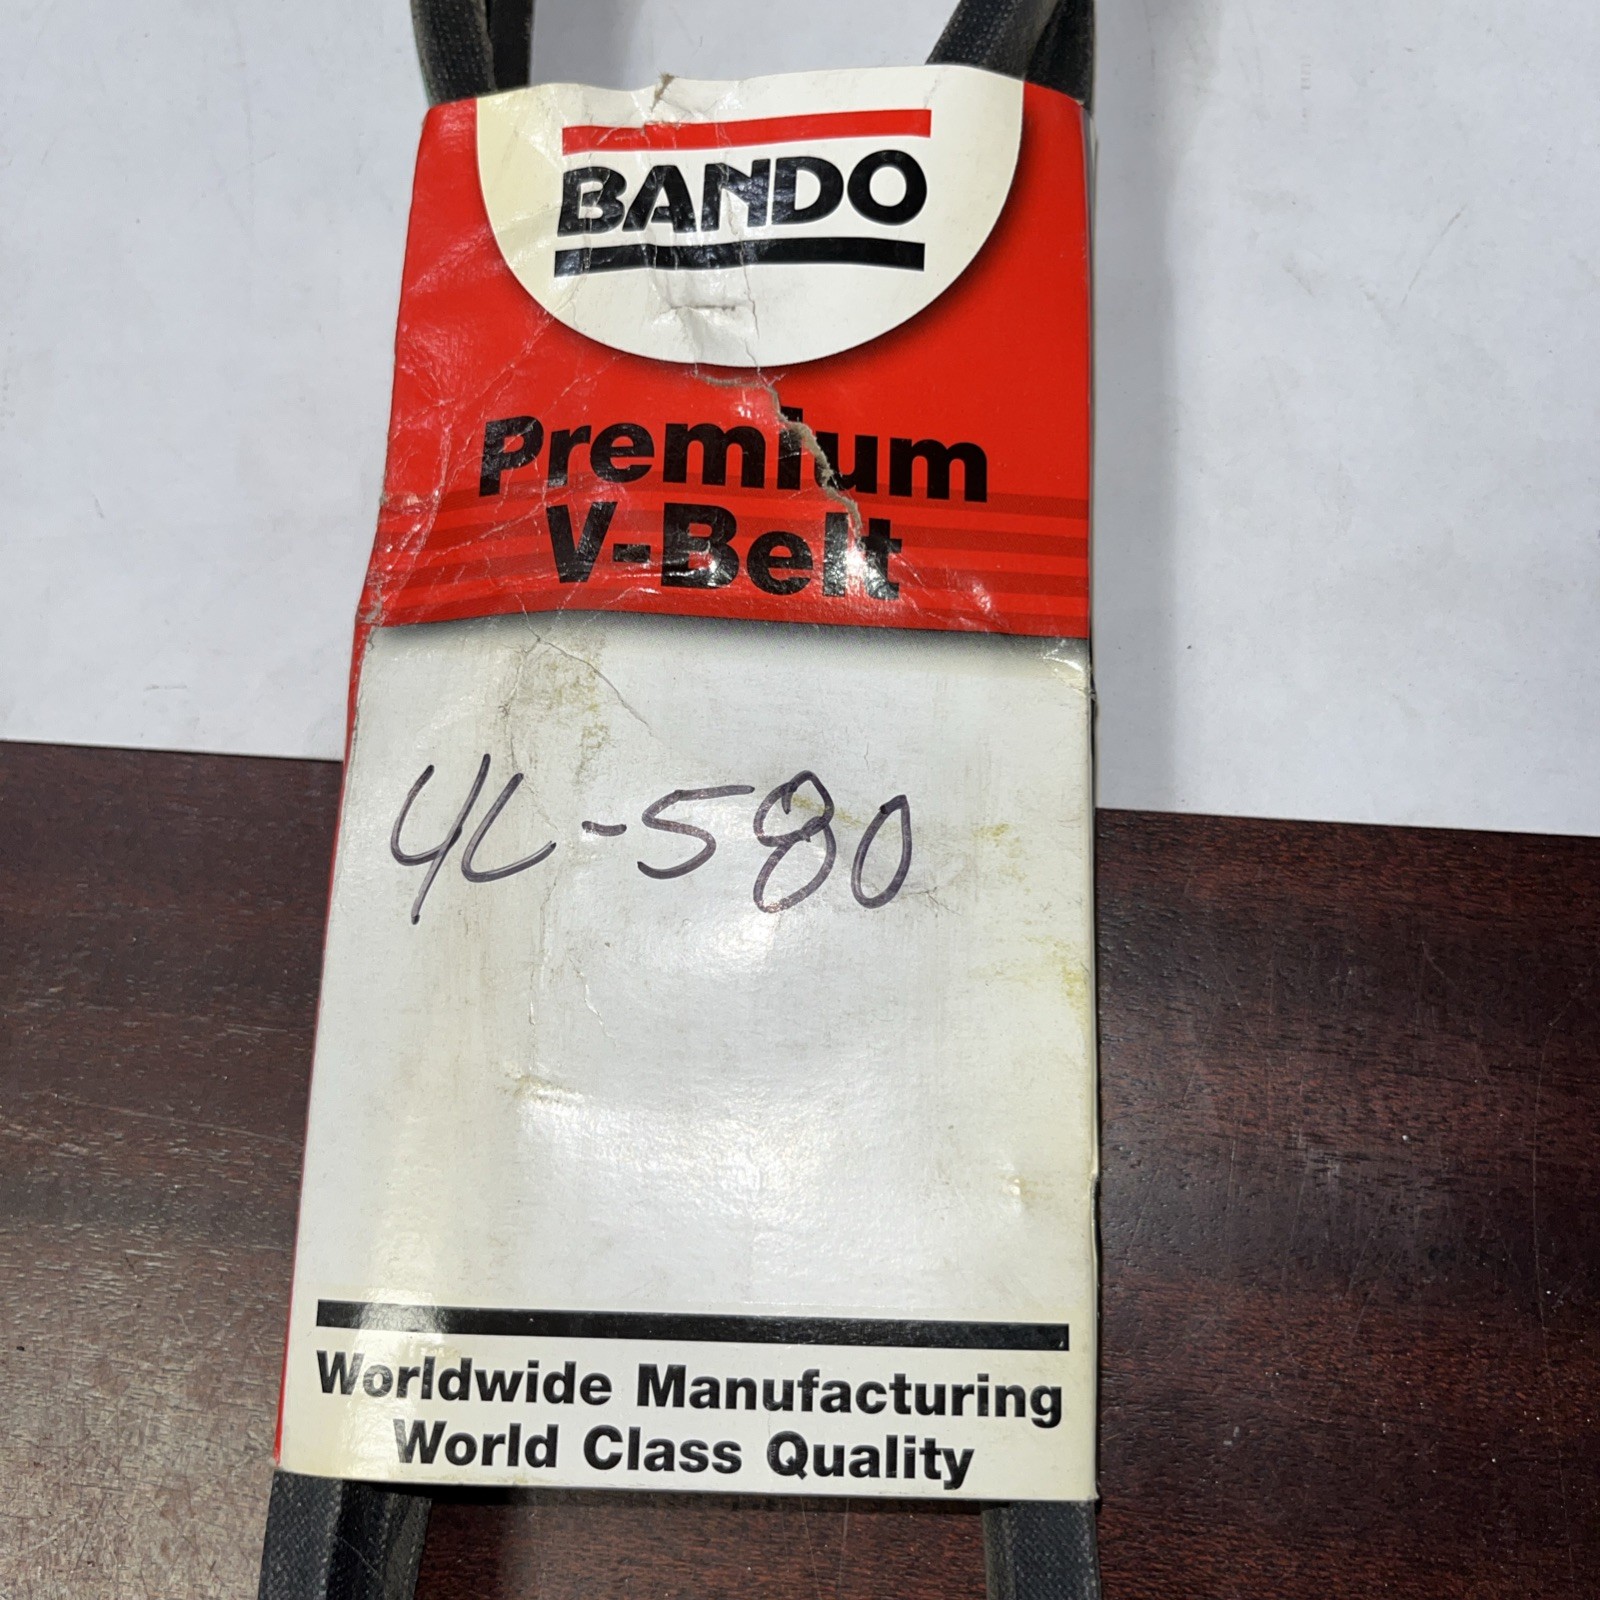 BANDO
Premium
V-Belt
4L-580
Worldwide Manufacturing
World Class Quality